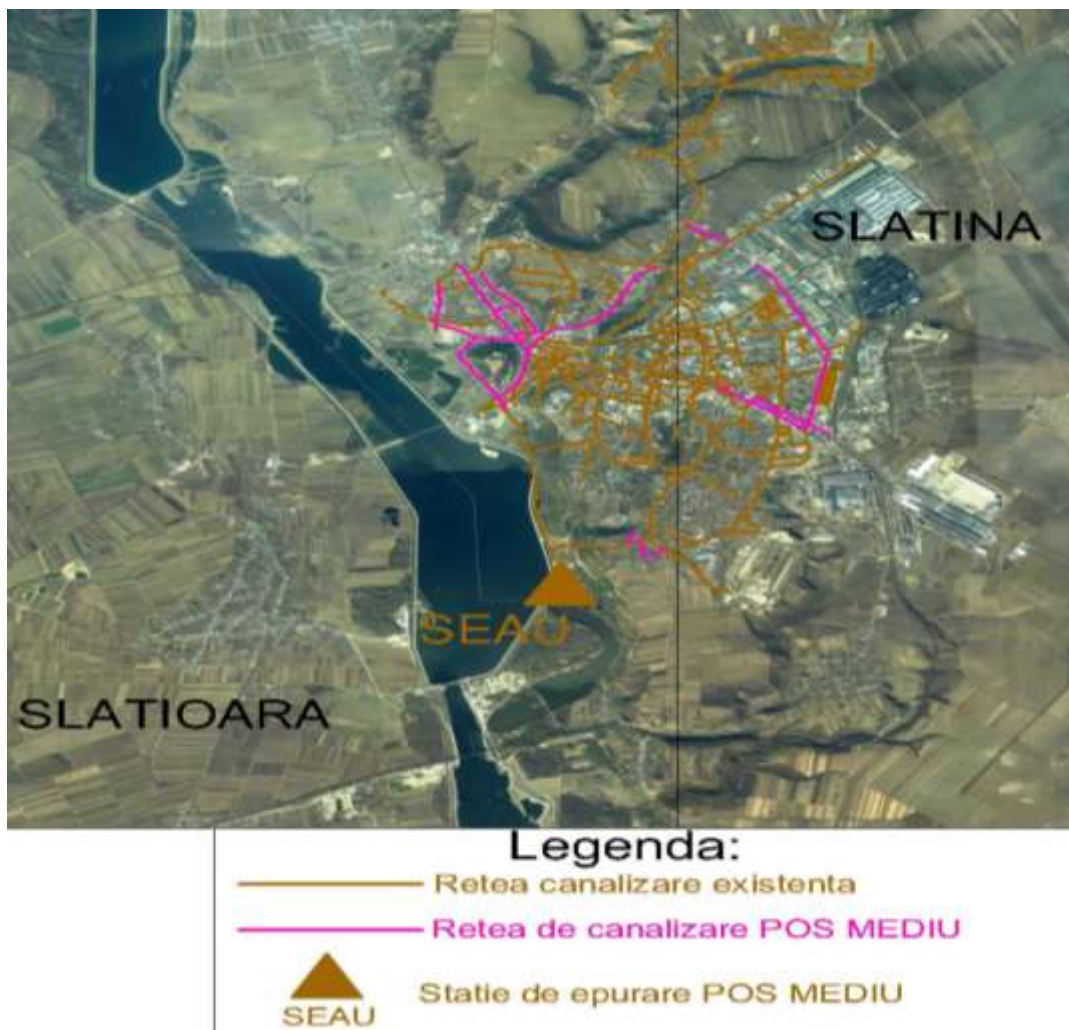 SLATINA
SEAU
SLATIOARA
Legenda:
Retea canalizare existenta
Retea de canalizare POS MEDIU
Statie de epurare POS MEDIU
SEAU